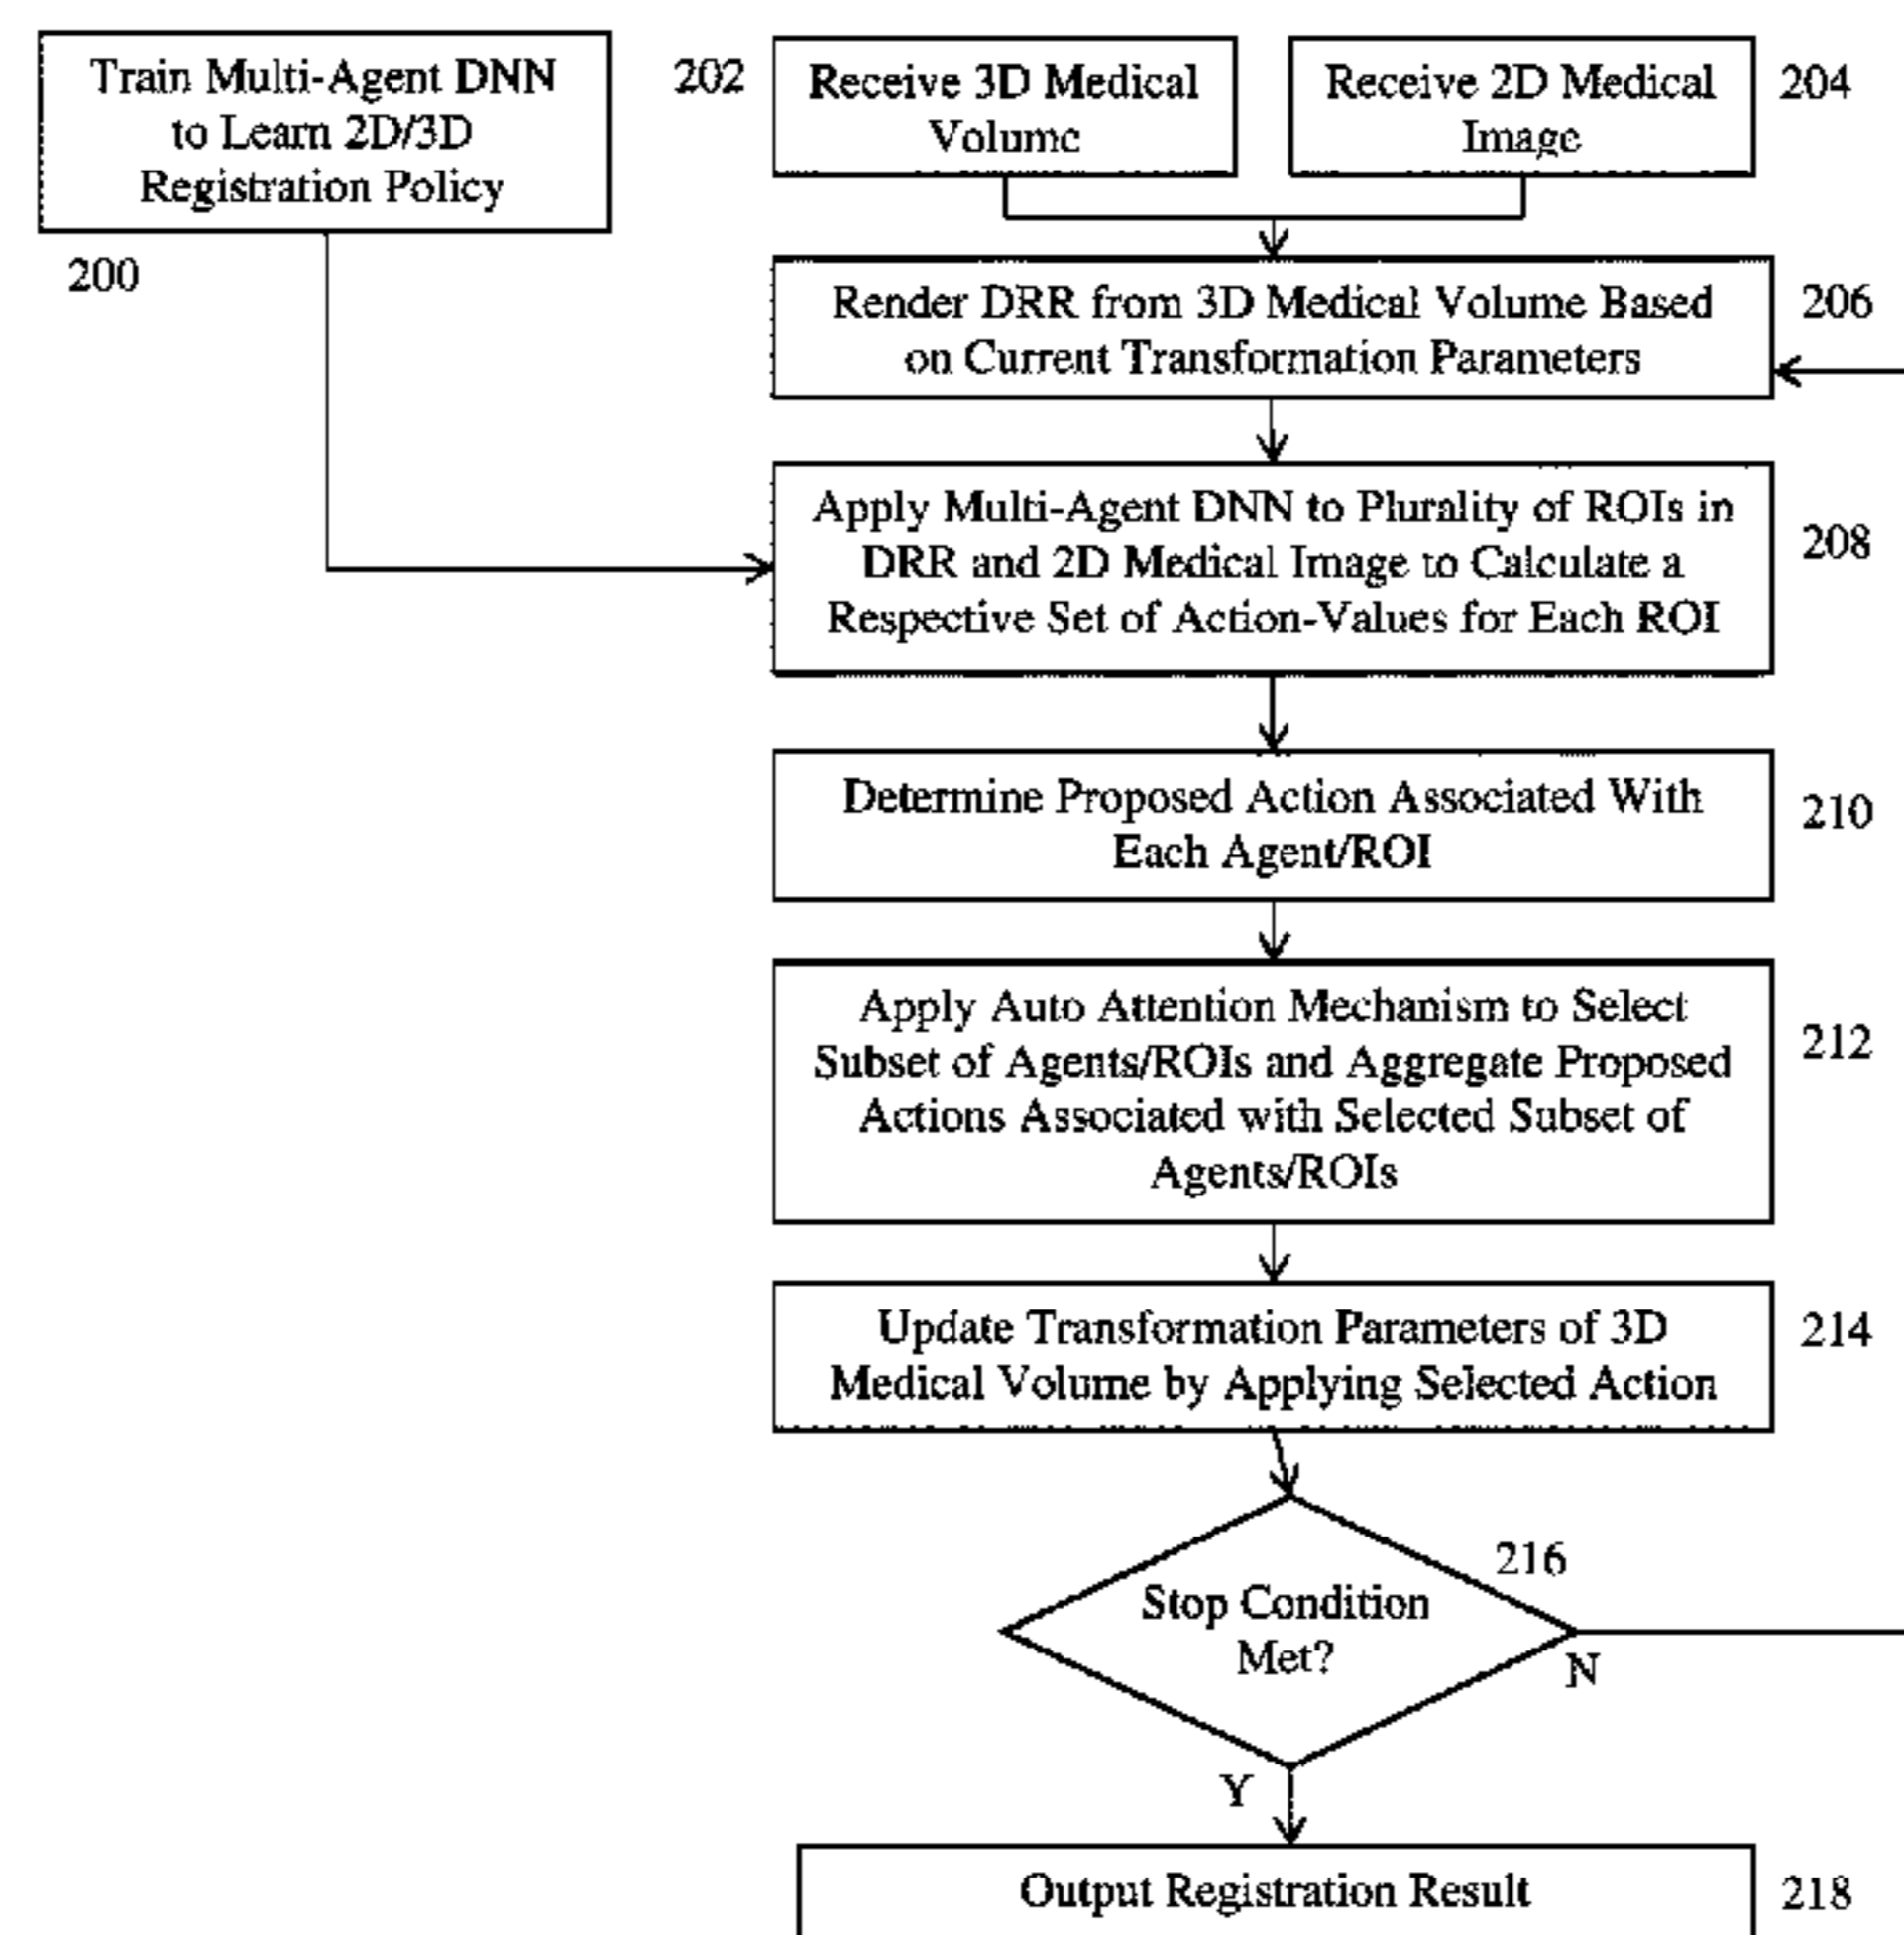 Train Multi-Agent DNN
to Learn 2D/3D
Registration Policy
200
202
Receive 3D Medical
Volume
Receive 2D Medical
Image
204
Render DRR from 3D Medical Volume Based
on Current Transformation Parameters
206
Apply Multi-Agent DNN to Plurality of ROIs in
DRR and 2D Medical Image to Calculate a
Respective Set of Action-Values for Each ROI
208
Determine Proposed Action Associated With
Each Agent/ROI
210
Apply Auto Attention Mechanism to Select
Subset of Agents/ROIs and Aggregate Proposed
Actions Associated with Selected Subset of
Agents/ROIs
212
Update Transformation Parameters of 3D
Medical Volume by Applying Selected Action
214
216
Stop Condition
Met?
N
Y
Output Registration Result
218